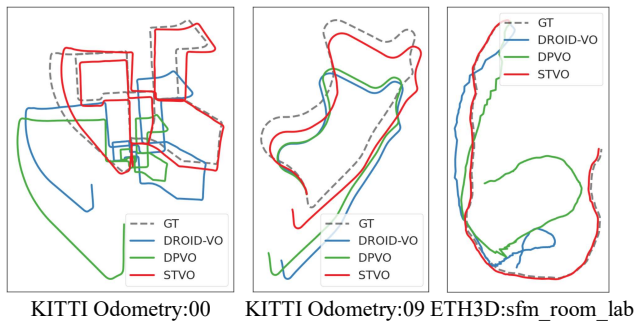 GT
DROID-VO
DPVO
STVO
GT
DROID-VO
DPVO
STVO
GT
DROID-VO
DPVO
STVO
KITTI Odometry:00
KITTI Odometry:09
ETH3D:sfm_room_lab